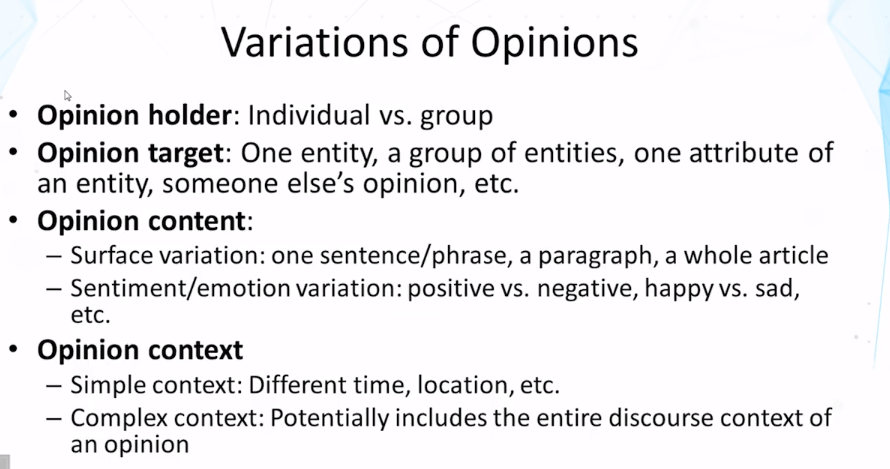 Variations of Opinions
• Opinion holder: Individual vs. group
• Opinion target: One entity, a group of entities, one attribute of
an entity, someone else's opinion, etc.
• Opinion content:
– Surface variation: one sentence/phrase, a paragraph, a whole article
– Sentiment/emotion variation: positive vs. negative, happy vs. sad,
etc.
• Opinion context
– Simple context: Different time, location, etc.
– Complex context: Potentially includes the entire discourse context of
an opinion